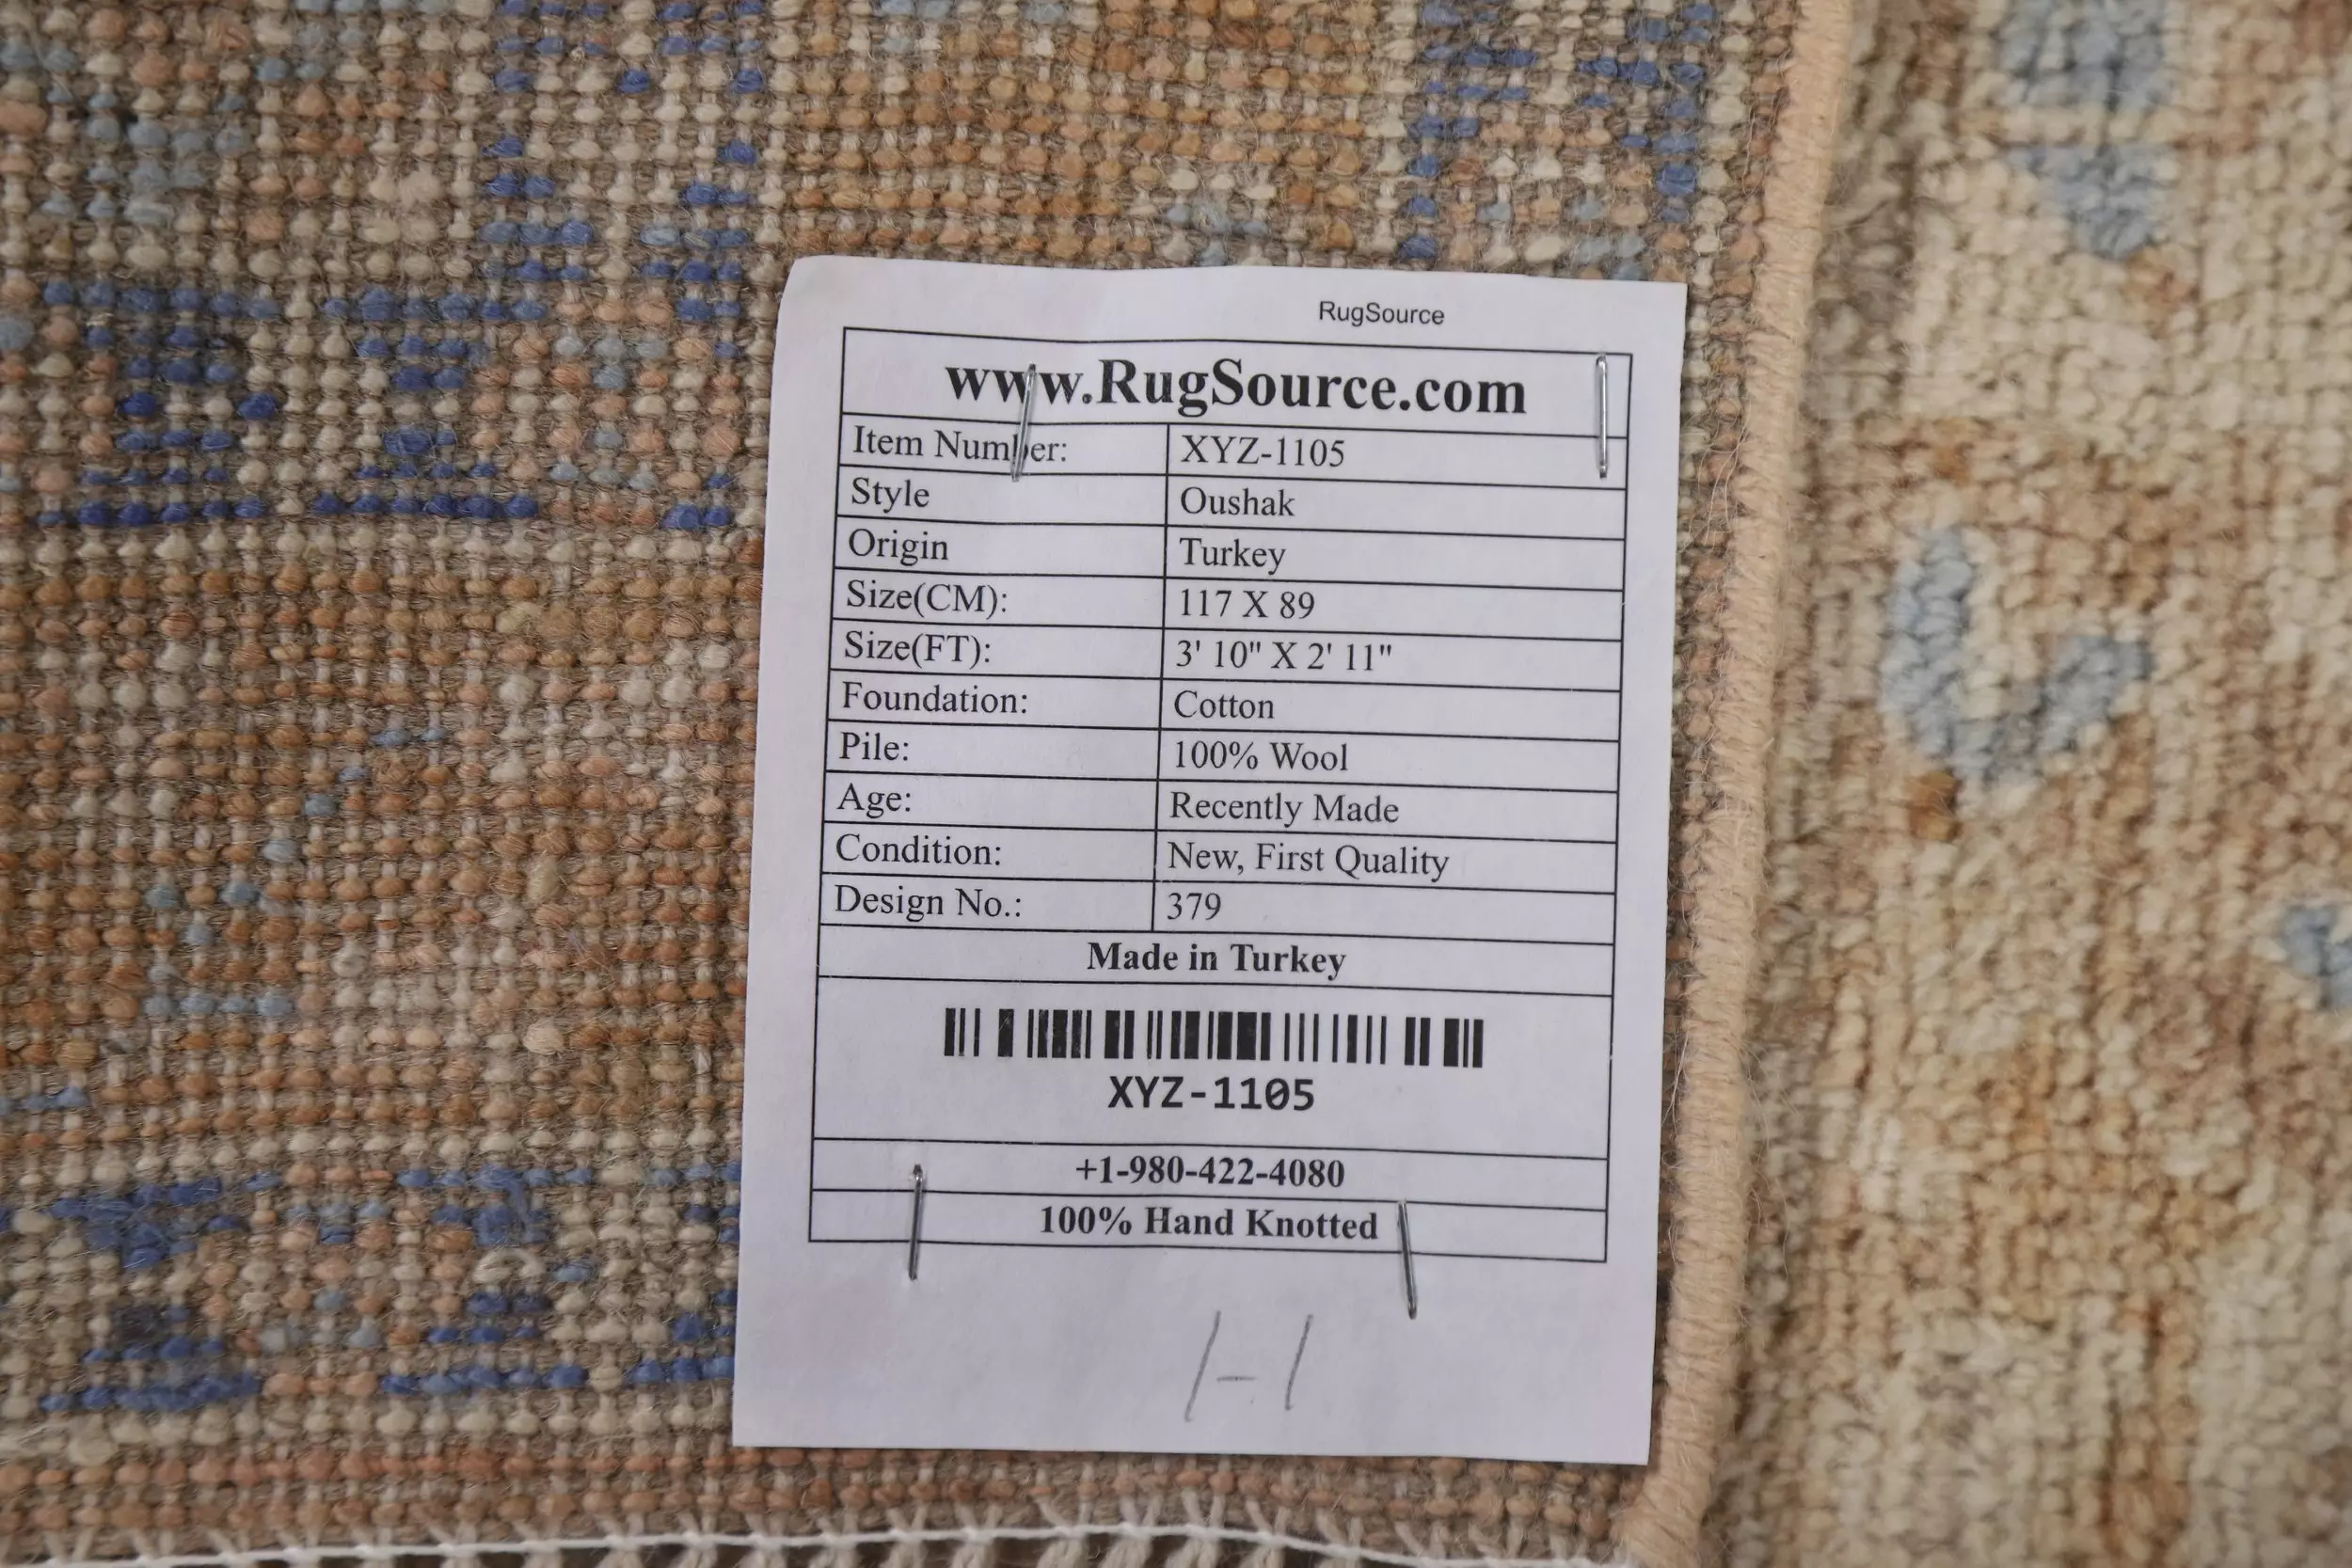 RugSource
www.RugSource.com
Item Number: XYZ-1105
Style Oushak
Origin Turkey
Size(CM): 117 X 89
Size(FT): 3' 10" X 2' 11"
Foundation: Cotton
Pile: 100% Wool
Age: Recently Made
Condition: New, First Quality
Design No.: 379
Made in Turkey
XYZ-1105
+1-980-422-4080
100% Hand Knotted
1-1